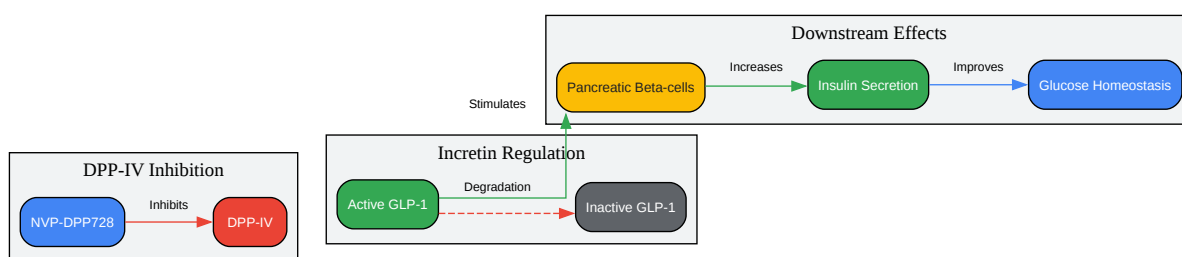 DPP-IV Inhibition
NVP-DPP728
Inhibits
DPP-IV
Incretin Regulation
Active GLP-1
Degradation
Inactive GLP-1
Stimulates
Downstream Effects
Pancreatic Beta-cells
Increases
Insulin Secretion
Improves
Glucose Homeostasis